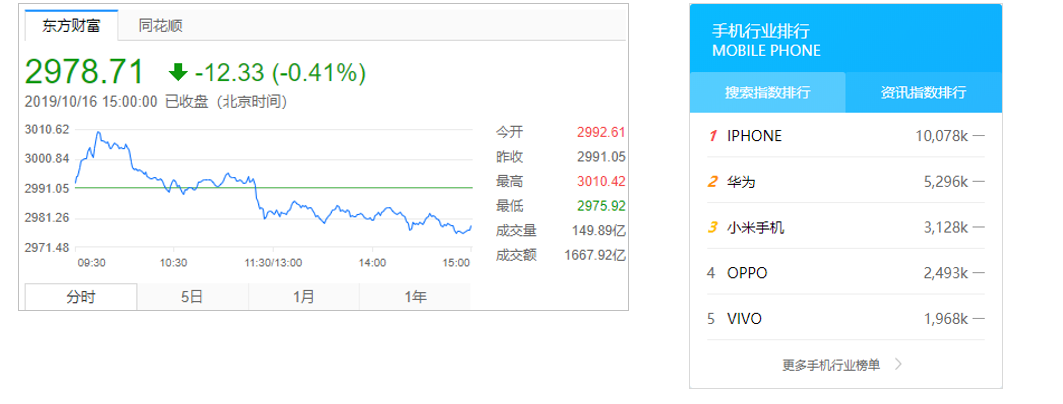 东方财富 同花顺
2978.71 -12.33 (-0.41%)
2019/10/16 15:00:00 已收盘（北京时间）
3010.62
3000.84
2991.05
2981.26
2971.48
09:30 10:30 11:30/13:00 14:00 15:00
今开 2992.61
昨收 2991.05
最高 3010.42
最低 2975.92
成交量 149.89亿
成交额 1667.92亿
分时 5日 1月 1年
手机行业排行
MOBILE PHONE
搜索指数排行 资讯指数排行
1 IPHONE 10,078k —
2 华为 5,296k —
3 小米手机 3,128k —
4 OPPO 2,493k —
5 VIVO 1,968k —
更多手机行业榜单 >